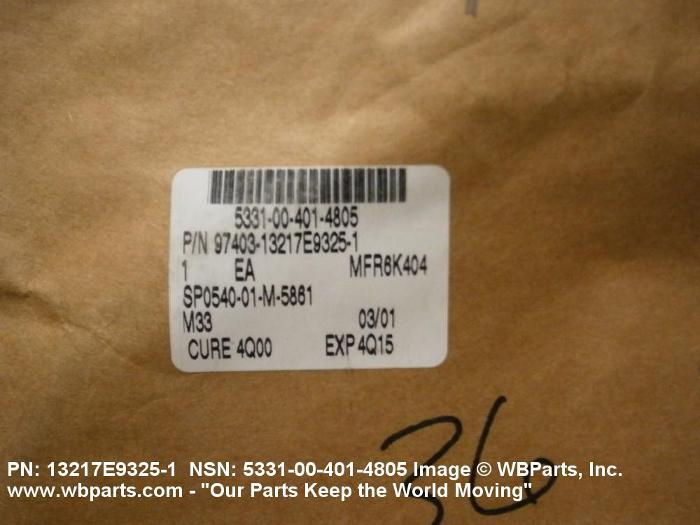 5331-00-401-4805
P/N 97403-13217E9325-1
1 EA MFR6K404
SP0540-01-M-5861
M33 03/01
CURE 4Q00 EXP 4Q15
36
PN: 13217E9325-1 NSN: 5331-00-401-4805 Image © WBParts, Inc.
www.wbparts.com - "Our Parts Keep the World Moving"